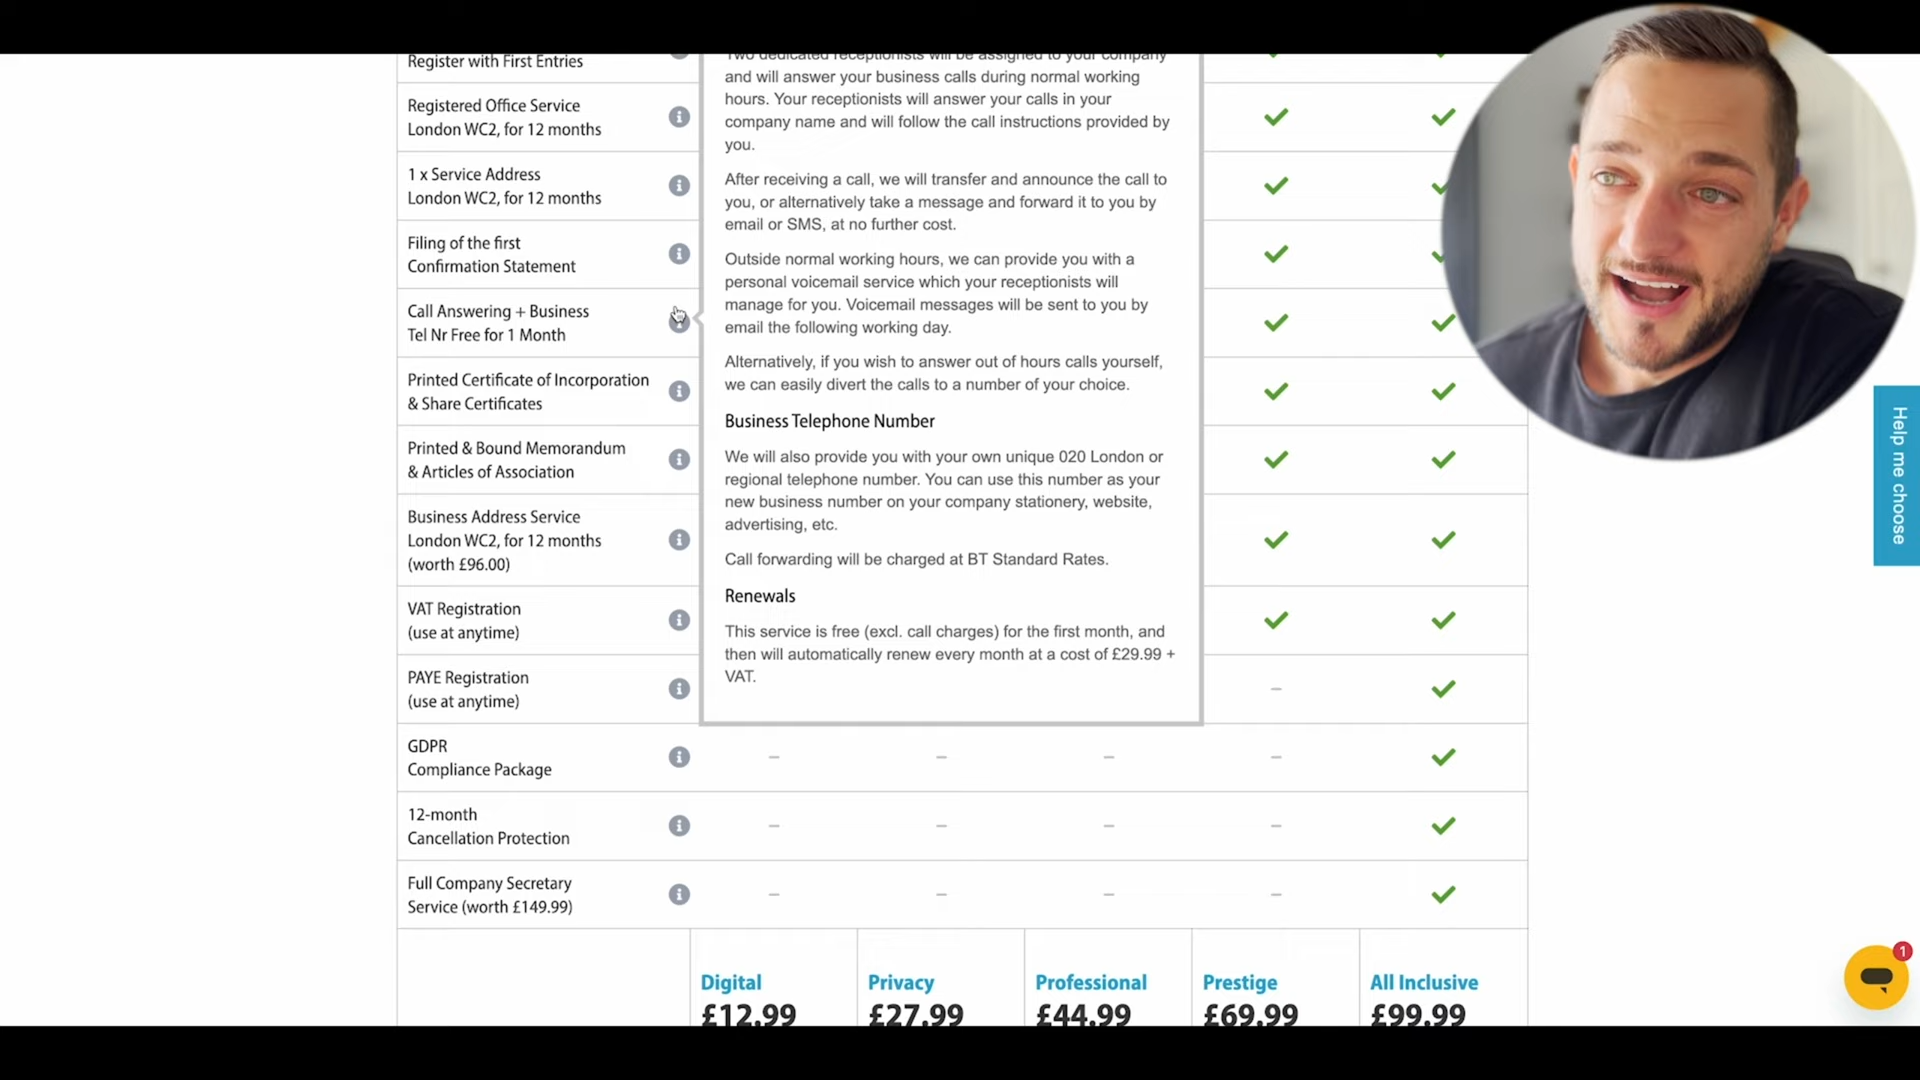 Register with First Entries
Registered Office Service
London WC2, for 12 months
1 x Service Address
London WC2, for 12 months
Filing of the first
Confirmation Statement
Call Answering + Business
Tel Nr Free for 1 Month
Printed Certificate of Incorporation
& Share Certificates
Printed & Bound Memorandum
& Articles of Association
Business Address Service
London WC2, for 12 months
(worth £96.00)
VAT Registration
(use at anytime)
PAYE Registration
(use at anytime)
GDPR
Compliance Package
12-month
Cancellation Protection
Full Company Secretary
Service (worth £149.99)
Two dedicated receptionists will be assigned to your company
and will answer your business calls during normal working
hours. Your receptionists will answer your calls in your
company name and will follow the call instructions provided by
you.
After receiving a call, we will transfer and announce the call to
you, or alternatively take a message and forward it to you by
email or SMS, at no further cost.
Outside normal working hours, we can provide you with a
personal voicemail service which your receptionists will
manage for you. Voicemail messages will be sent to you by
email the following working day.
Alternatively, if you wish to answer out of hours calls yourself,
we can easily divert the calls to a number of your choice.
Business Telephone Number
We will also provide you with your own unique 020 London or
regional telephone number. You can use this number as your
new business number on your company stationery, website,
advertising, etc.
Call forwarding will be charged at BT Standard Rates.
Renewals
This service is free (excl. call charges) for the first month, and
then will automatically renew every month at a cost of £29.99 +
VAT.
Digital
£12.99
Privacy
£27.99
Professional
£44.99
Prestige
£69.99
All Inclusive
£99.99
Help me choose
1